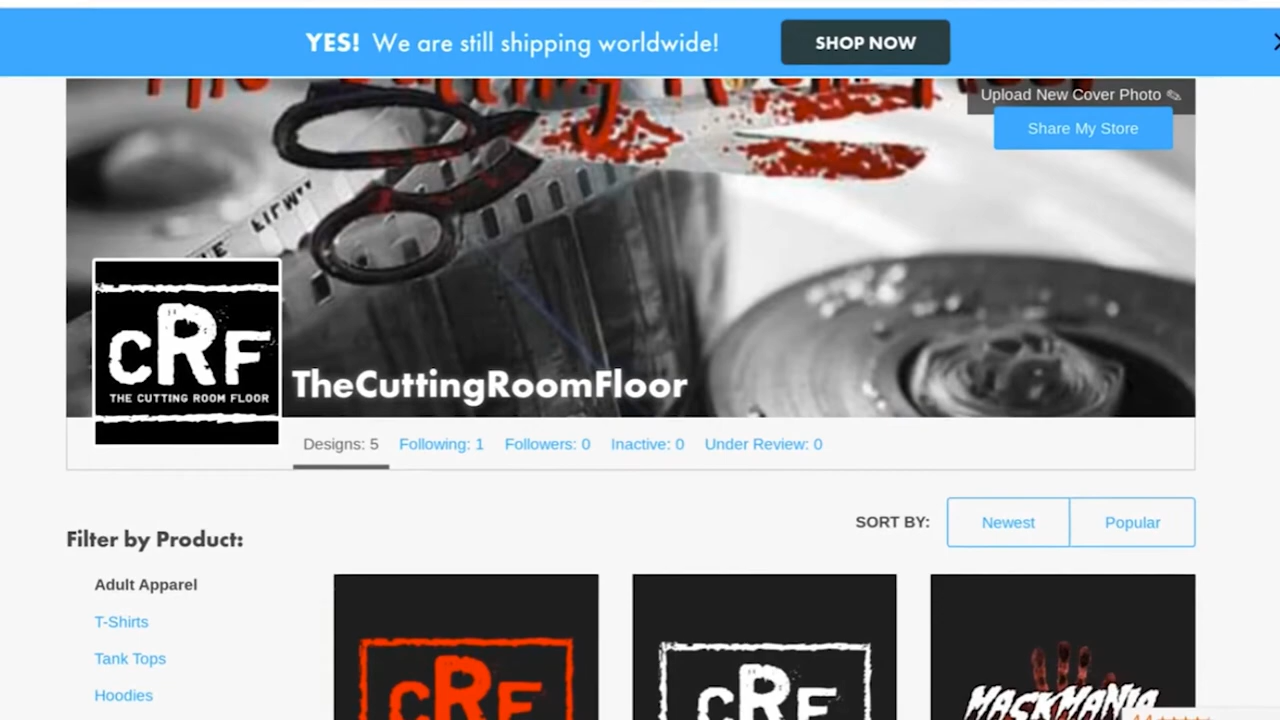 YES! We are still shipping worldwide!
SHOP NOW
Upload New Cover Photo
Share My Store
CRF
THE CUTTING ROOM FLOOR
TheCuttingRoomFloor
Designs: 5 Following: 1 Followers: 0 Inactive: 0 Under Review: 0
SORT BY: Newest Popular
Filter by Product:
Adult Apparel
T-Shirts
Tank Tops
Hoodies
CRF
CRF
MASKMANIA